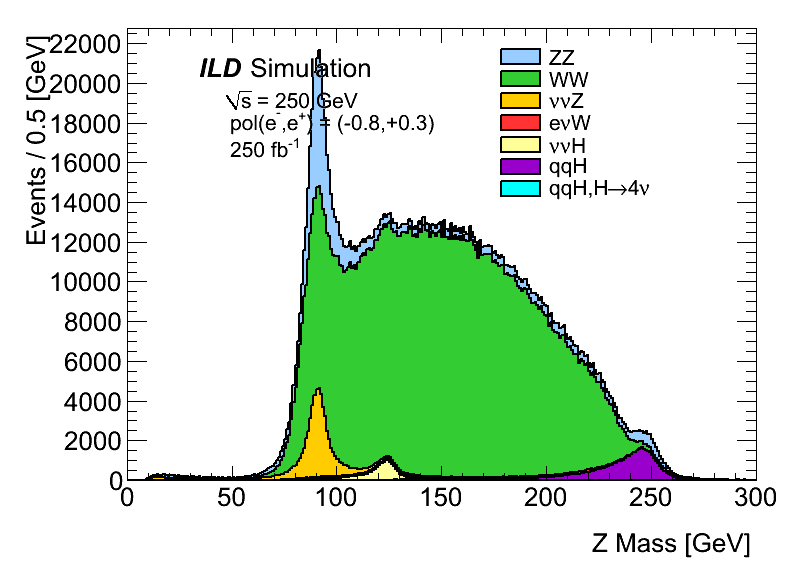 Events / 0.5 [GeV]
22000
20000
18000
16000
14000
12000
10000
8000
6000
4000
2000
0
ILD Simulation
√s = 250 GeV
pol(e⁻,e⁺) = (-0.8,+0.3)
250 fb⁻¹
ZZ
WW
ννZ
eνW
ννH
qqH
qqH,H→4ν
0 50 100 150 200 250 300
Z Mass [GeV]